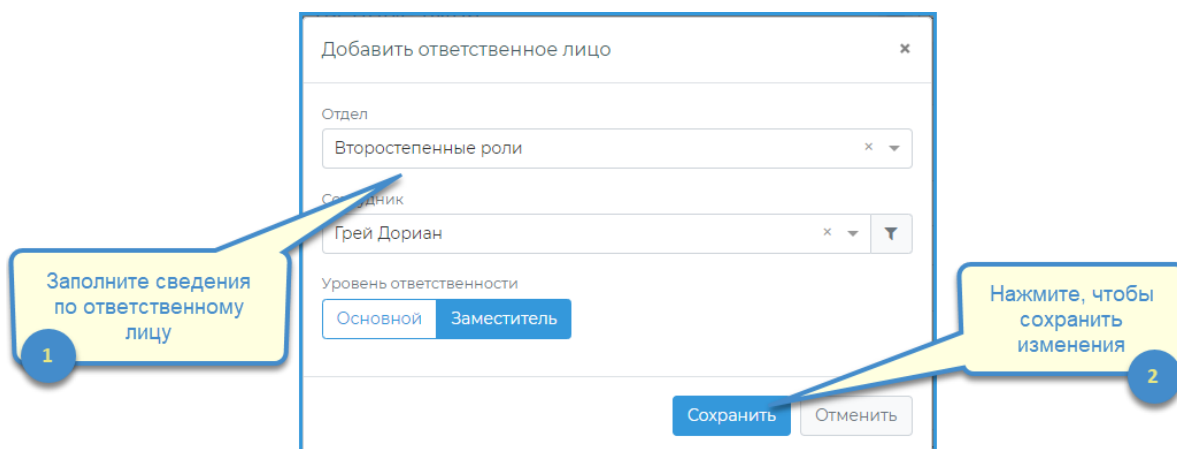 Добавить ответственное лицо ×
Отдел
Второстепенные роли ×
Сотрудник
Грей Дориан ×
Уровень ответственности
Основной Заместитель
Сохранить Отменить
Заполните сведения
по ответственному
лицу
1
Нажмите, чтобы
сохранить
изменения
2